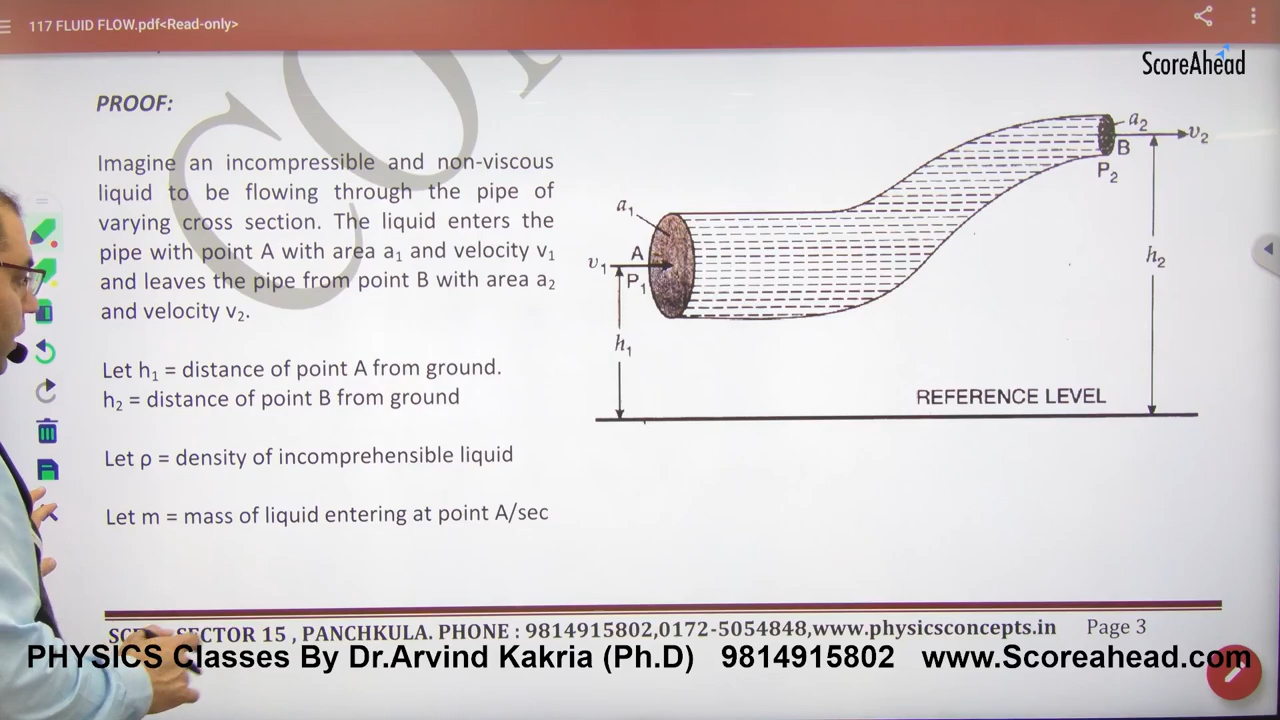 117 FLUID FLOW.pdf<Read-only>
ScoreAhead
PROOF:
Imagine an incompressible and non-viscous
liquid to be flowing through the pipe of
varying cross section. The liquid enters the
pipe with point A with area a₁ and velocity v₁
and leaves the pipe from point B with area a₂
and velocity v₂.
Let h₁ = distance of point A from ground.
h₂ = distance of point B from ground
Let ρ = density of incomprehensible liquid
Let m = mass of liquid entering at point A/sec
a₁
A
v₁
P₁
h₁
a₂
v₂
B
P₂
h₂
REFERENCE LEVEL
SECTOR 15 , PANCHKULA. PHONE : 9814915802,0172-5054848,www.physicsconcepts.in Page 3
PHYSICS Classes By Dr.Arvind Kakria (Ph.D) 9814915802 www.Scoreahead.com